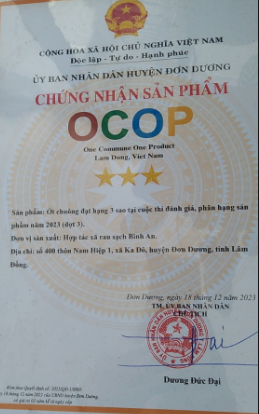 CỘNG HÒA XÃ HỘI CHỦ NGHĨA VIỆT NAM
Độc lập - Tự do - Hạnh phúc
ỦY BAN NHÂN DÂN HUYỆN ĐƠN DƯƠNG
CHỨNG NHẬN SẢN PHẨM
OCOP
One Commune One Product
Lam Dong, Viet Nam
Sản phẩm: Ớt chuông đạt hạng 3 sao tại cuộc thi đánh giá, phân hạng sản
phẩm năm 2023 (đợt 3).
Đơn vị sản xuất: Hợp tác xã rau sạch Bình An.
Địa chỉ: số 400 thôn Nam Hiệp 1, xã Ka Đô, huyện Đơn Dương, tỉnh Lâm
Đồng.
Đơn Dương, ngày 18 tháng 12 năm 2023
TM. ỦY BAN NHÂN DÂN
CHỦ TỊCH
Dương Đức Đại